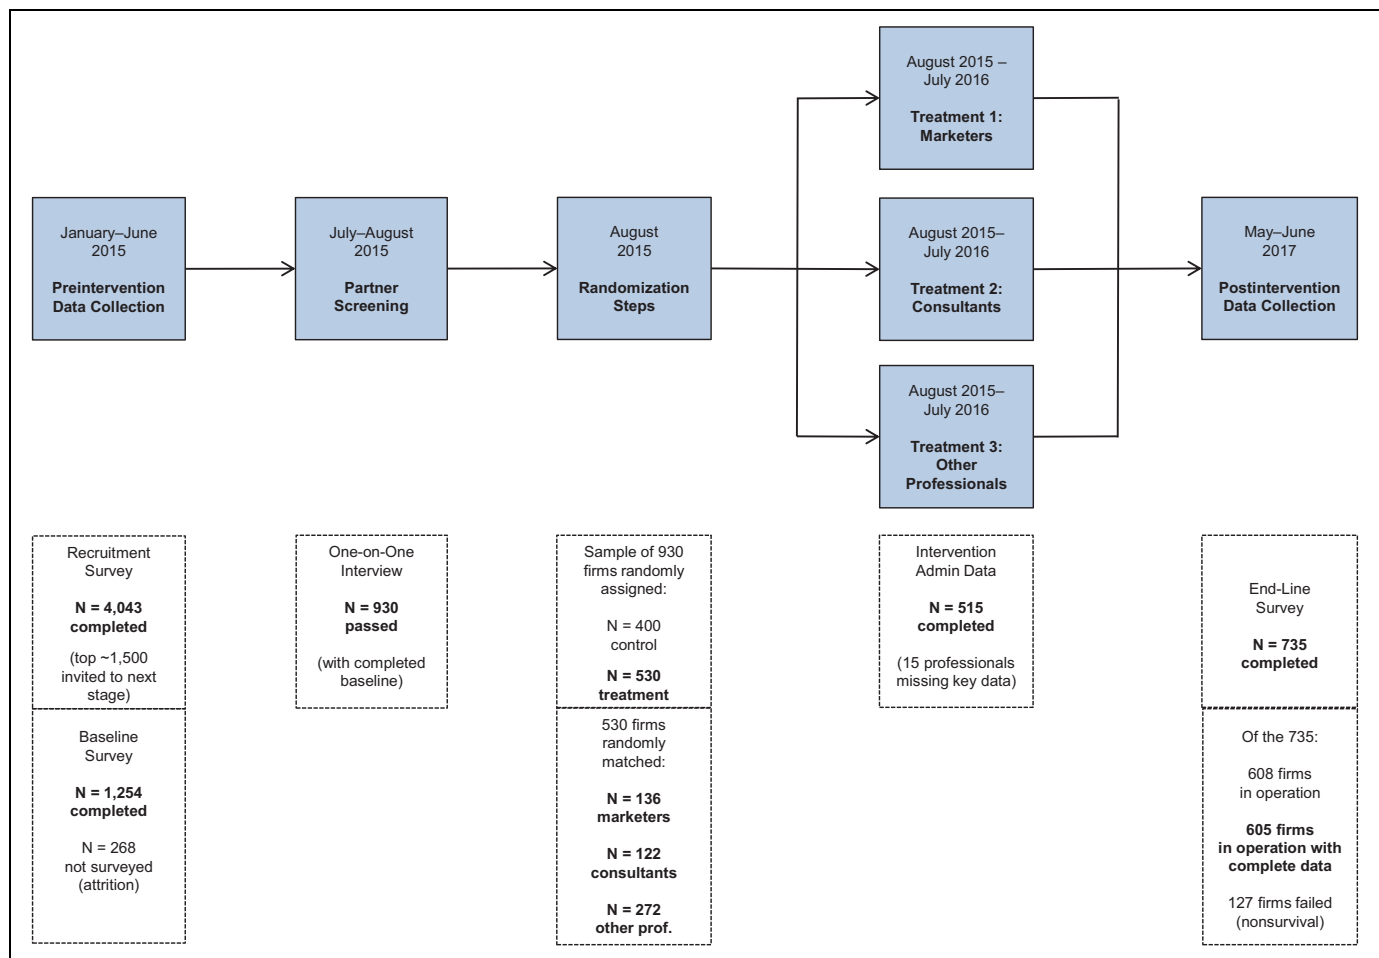 January–June
2015
Preintervention
Data Collection
July–August
2015
Partner
Screening
August
2015
Randomization
Steps
August 2015 –
July 2016
Treatment 1:
Marketers
August 2015–
July 2016
Treatment 2:
Consultants
August 2015–
July 2016
Treatment 3:
Other
Professionals
May–June
2017
Postintervention
Data Collection
Recruitment
Survey
N = 4,043
completed
(top ~1,500
invited to next
stage)
Baseline
Survey
N = 1,254
completed
N = 268
not surveyed
(attrition)
One-on-One
Interview
N = 930
passed
(with completed
baseline)
Sample of 930
firms randomly
assigned:
N = 400
control
N = 530
treatment
530 firms
randomly
matched:
N = 136
marketers
N = 122
consultants
N = 272
other prof.
Intervention
Admin Data
N = 515
completed
(15 professionals
missing key data)
End-Line
Survey
N = 735
completed
Of the 735:
608 firms
in operation
605 firms
in operation with
complete data
127 firms failed
(nonsurvival)